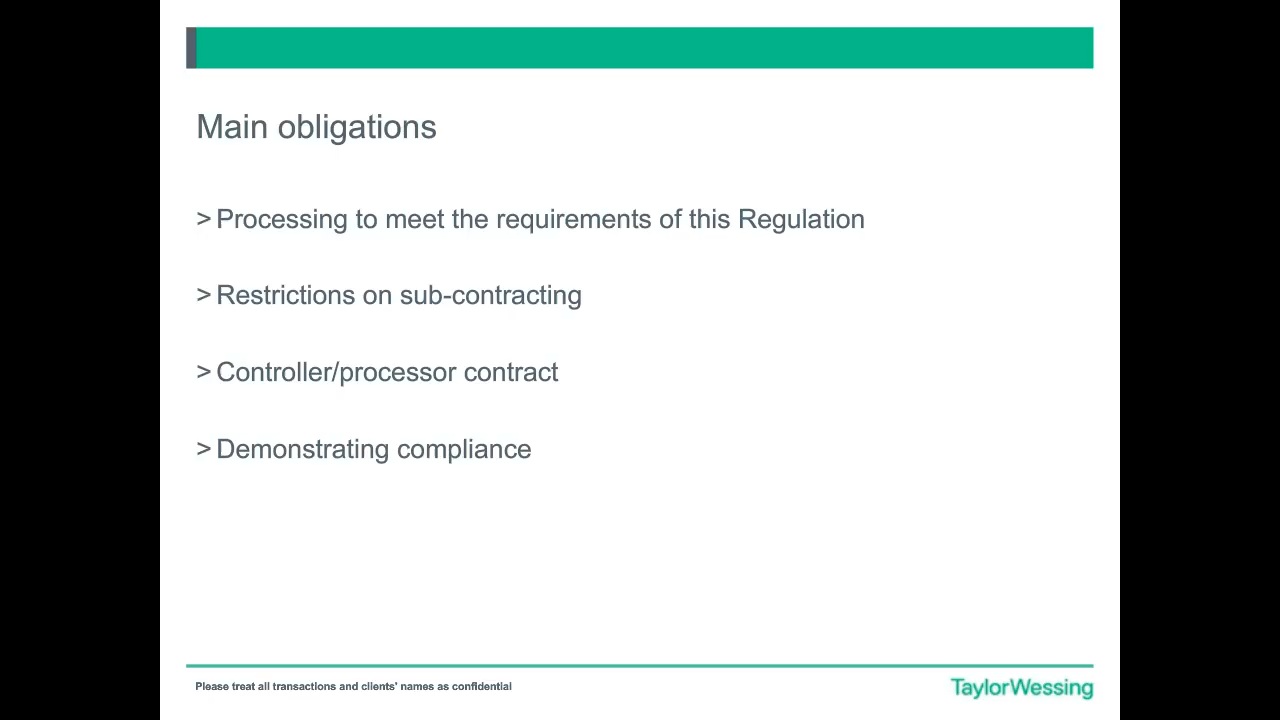 Main obligations
> Processing to meet the requirements of this Regulation
> Restrictions on sub-contracting
> Controller/processor contract
> Demonstrating compliance
Please treat all transactions and clients' names as confidential
TaylorWessing